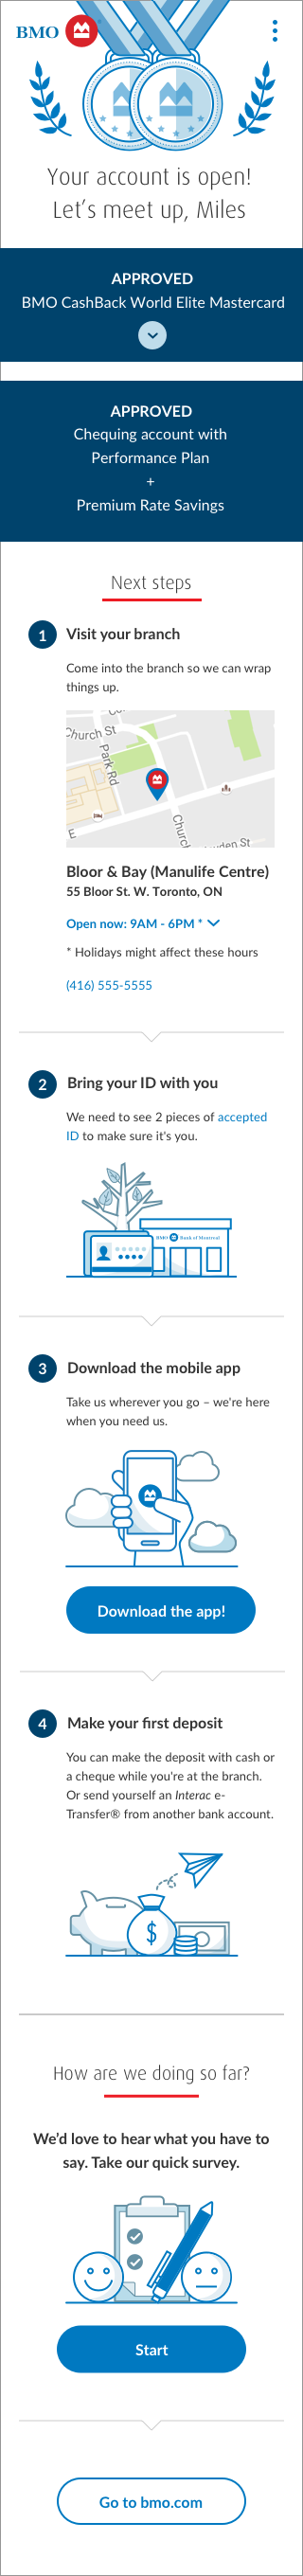 BMO
Your account is open!
Let's meet up, Miles
APPROVED
BMO CashBack World Elite Mastercard
APPROVED
Chequing account with
Performance Plan
+
Premium Rate Savings
Next steps
1 Visit your branch
Come into the branch so we can wrap
things up.
Church St
Park Rd
Church
den St
Bloor & Bay (Manulife Centre)
55 Bloor St. W. Toronto, ON
Open now: 9AM - 6PM *
* Holidays might affect these hours
(416) 555-5555
2 Bring your ID with you
We need to see 2 pieces of accepted
ID to make sure it's you.
BMO Bank of Montreal
3 Download the mobile app
Take us wherever you go – we're here
when you need us.
Download the app!
4 Make your first deposit
You can make the deposit with cash or
a cheque while you're at the branch.
Or send yourself an Interac e-
Transfer® from another bank account.
$
How are we doing so far?
We'd love to hear what you have to
say. Take our quick survey.
Start
Go to bmo.com